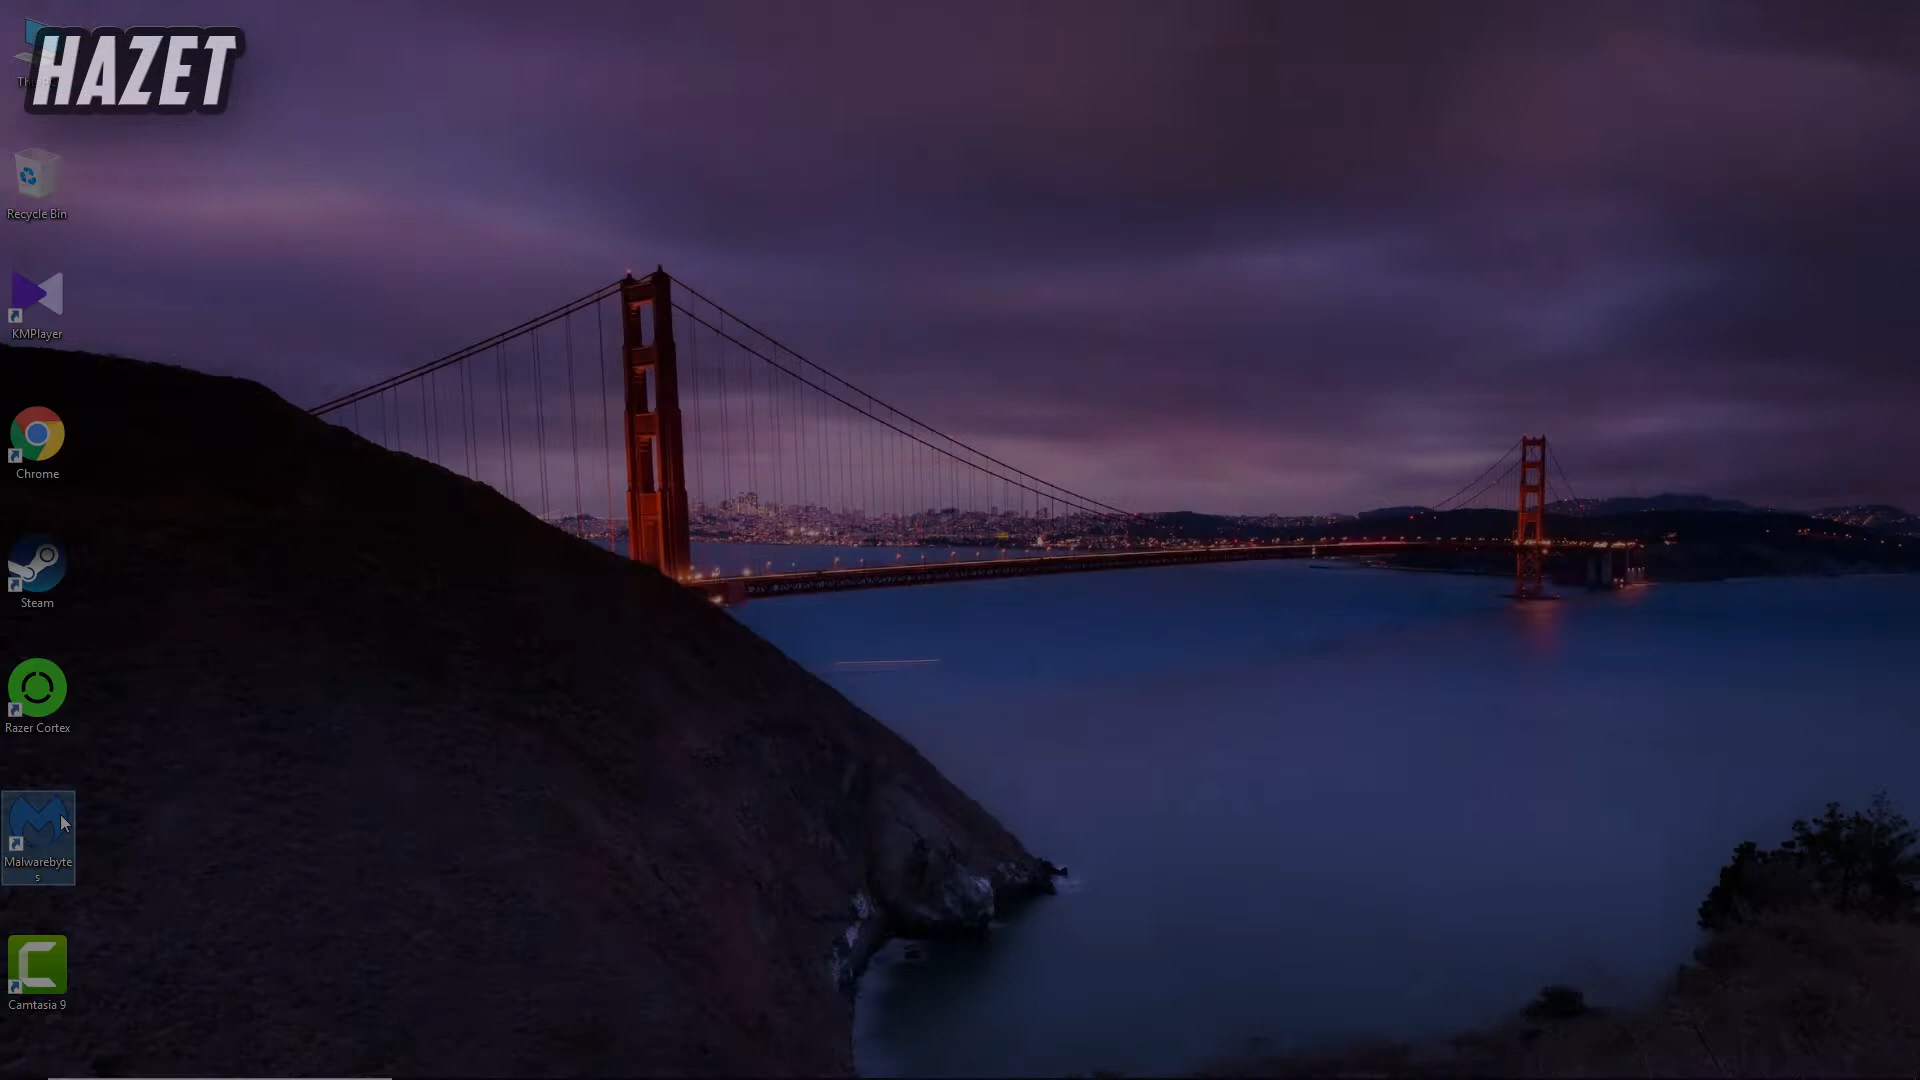 HAZET
Recycle Bin
KMPlayer
Chrome
Steam
Razer Cortex
Malwarebyte
s
Camtasia 9